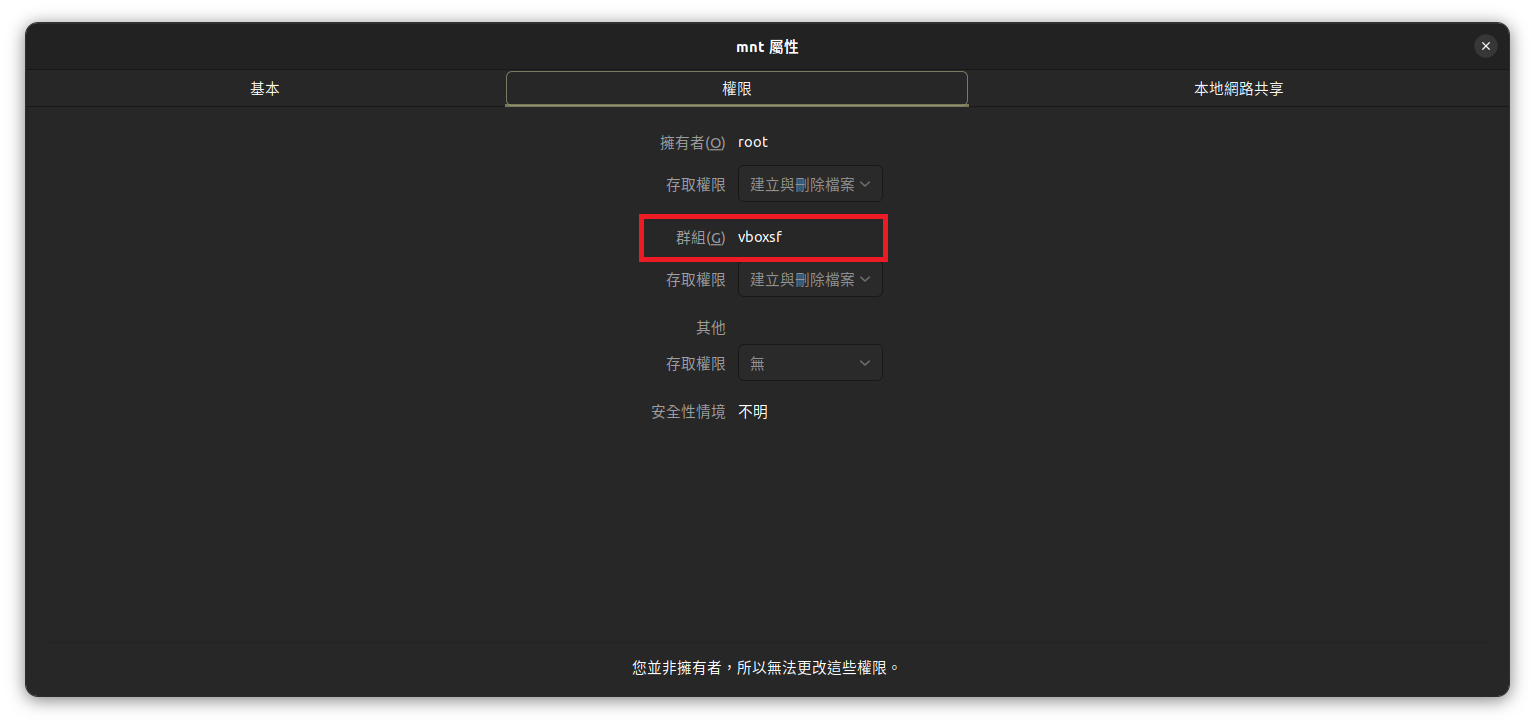 mnt 屬性
基本 權限 本地網路共享
擁有者(O) root
存取權限 建立與刪除檔案
群組(G) vboxsf
存取權限 建立與刪除檔案
其他
存取權限 無
安全性情境 不明
您並非擁有者，所以無法更改這些權限。